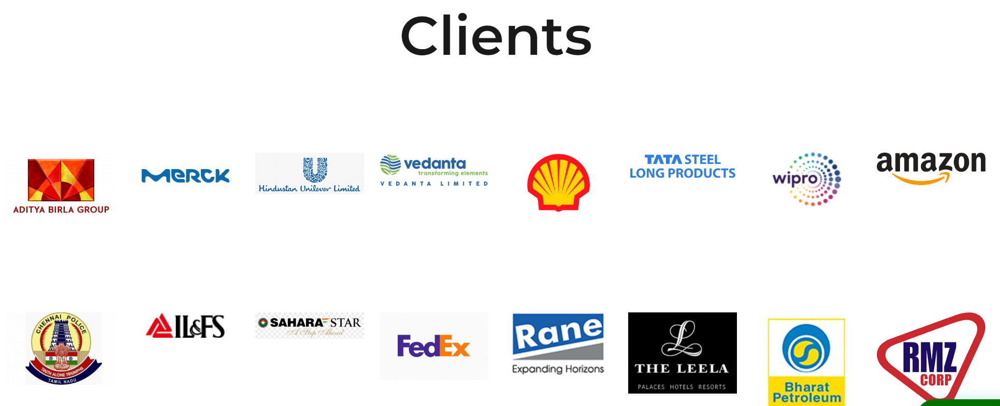 Clients
ADITYA BIRLA GROUP
MERCK
Hindustan Unilever Limited
vedanta
transforming elements
VEDANTA LIMITED
TATA STEEL
LONG PRODUCTS
wipro
amazon
CHENNAI POLICE
TRUTH ALONE TRIUMPHS
TAMIL NADU
IL&FS
SAHARA STAR
A Step Ahead
FedEx
Rane
Expanding Horizons
L
THE LEELA
PALACES HOTELS RESORTS
Bharat
Petroleum
RMZ
CORP